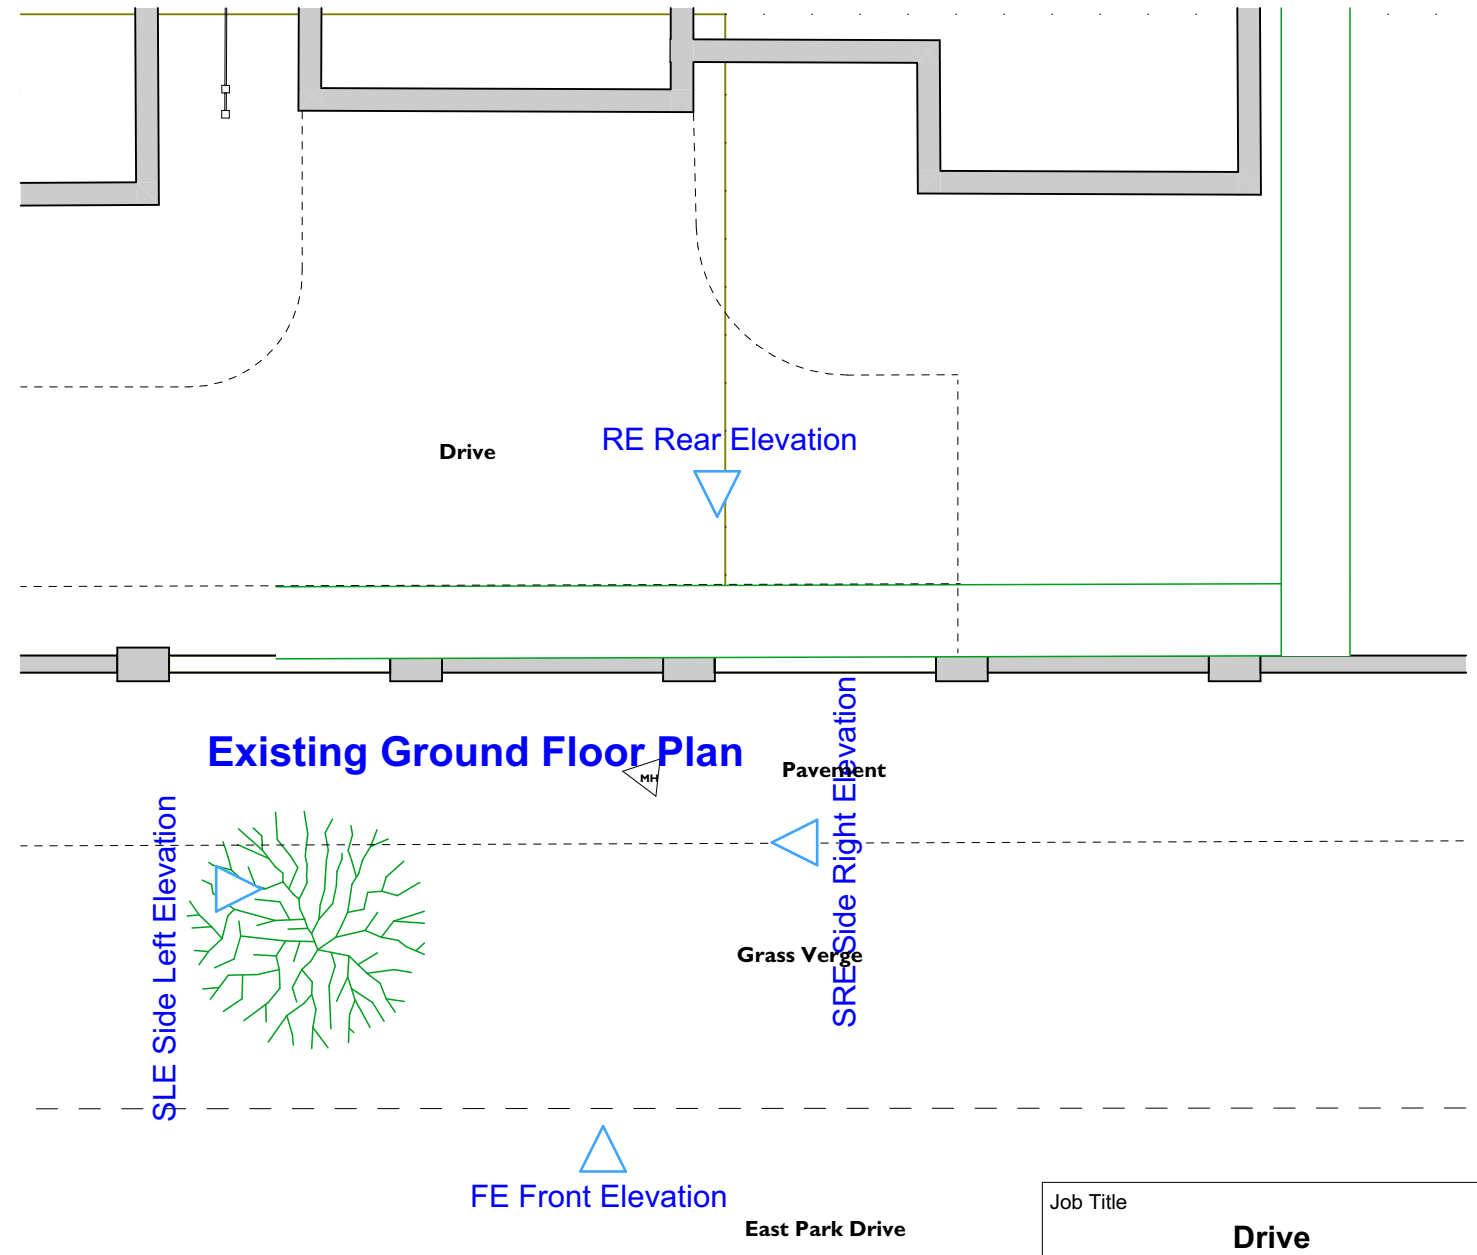 RE Rear Elevation
Drive
Existing Ground Floor Plan
Pavement
MH
SRE Side Right Elevation
SLE Side Left Elevation
Grass Verge
FE Front Elevation
Job Title
East Park Drive
Drive